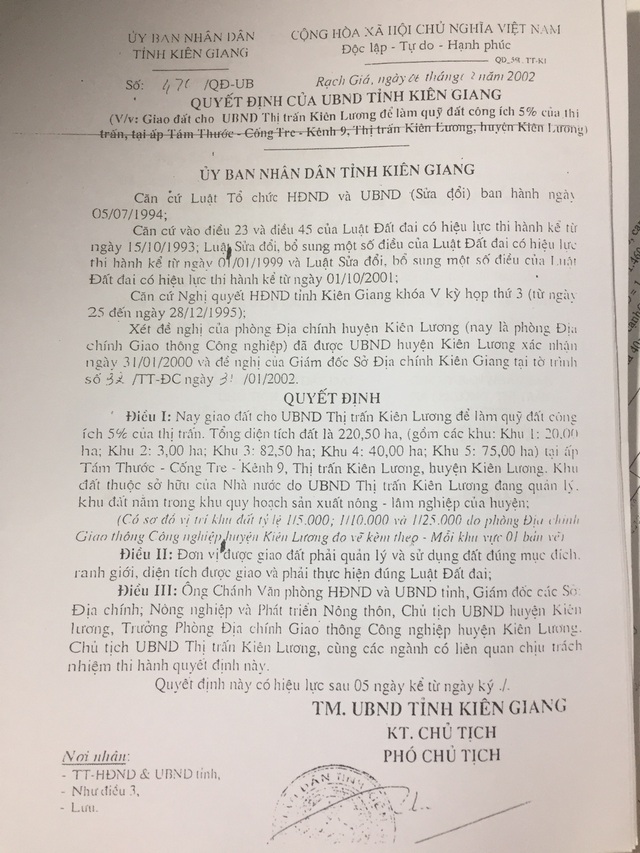 ỦY BAN NHÂN DÂN
TỈNH KIÊN GIANG
CỘNG HÒA XÃ HỘI CHỦ NGHĨA VIỆT NAM
Độc lập - Tự do - Hạnh phúc
Số: /QĐ-UB
Rạch Giá, ngày 06 tháng 2 năm 2002
QUYẾT ĐỊNH CỦA UBND TỈNH KIÊN GIANG
(V/v: Giao đất cho UBND Thị trấn Kiên Lương để làm quỹ đất công ích 5% của thị
trấn, tại ấp Tám Thước - Cống Tre - Kênh 9, Thị trấn Kiên Lương, huyện Kiên Lương)
ỦY BAN NHÂN DÂN TỈNH KIÊN GIANG
Căn cứ Luật Tổ chức HĐND và UBND (Sửa đổi) ban hành ngày
05/07/1994;
Căn cứ vào điều 23 và điều 45 của Luật Đất đai có hiệu lực thi hành kể từ
ngày 15/10/1993; Luật Sửa đổi, bổ sung một số điều của Luật Đất đai có hiệu lực
thi hành kể từ ngày 01/01/1999 và Luật Sửa đổi, bổ sung một số điều của Luật
Đất đai có hiệu lực thi hành kể từ ngày 01/10/2001;
Căn cứ Nghị quyết HĐND tỉnh Kiên Giang khóa V kỳ họp thứ 3 (từ ngày
25 đến ngày 28/12/1995);
Xét đề nghị của phòng Địa chính huyện Kiên Lương (nay là phòng Địa
chính Giao thông Công nghiệp) đã được UBND huyện Kiên Lương xác nhận
ngày 31/01/2000 và đề nghị của Giám đốc Sở Địa chính Kiên Giang tại tờ trình
số 32 /TT-ĐC ngày 31 /01/2002.
QUYẾT ĐỊNH
Điều I: Nay giao đất cho UBND Thị trấn Kiên Lương để làm quỹ đất công
ích 5% của thị trấn. Tổng diện tích đất là 220,50 ha, (gồm các khu: Khu 1: 20,00
ha; Khu 2: 3,00 ha; Khu 3: 82,50 ha; Khu 4: 40,00 ha; Khu 5: 75,00 ha) tại ấp
Tám Thước - Cống Tre - Kênh 9, Thị trấn Kiên Lương, huyện Kiên Lương. Khu
đất thuộc sở hữu của Nhà nước do UBND Thị trấn Kiên Lương đang quản lý,
khu đất nằm trong khu quy hoạch sản xuất nông - lâm nghiệp của huyện;
(Có sơ đồ vị trí khu đất tỷ lệ 1/5.000; 1/10.000 và 1/25.000 do phòng Địa chính
Giao thông Công nghiệp huyện Kiên Lương đo vẽ kèm theo - Mỗi khu vực 01 bản vẽ)
Điều II: Đơn vị được giao đất phải quản lý và sử dụng đất đúng mục đích,
ranh giới, diện tích được giao và phải thực hiện đúng Luật Đất đai;
Điều III: Ông Chánh Văn phòng HĐND và UBND tỉnh, Giám đốc các Sở
Địa chính; Nông nghiệp và Phát triển Nông thôn, Chủ tịch UBND huyện Kiên
lương, Trưởng Phòng Địa chính Giao thông Công nghiệp huyện Kiên Lương,
Chủ tịch UBND Thị trấn Kiên Lương, cùng các ngành có liên quan chịu trách
nhiệm thi hành quyết định này.
Quyết định này có hiệu lực sau 05 ngày kể từ ngày ký ./.
TM. UBND TỈNH KIÊN GIANG
KT. CHỦ TỊCH
PHÓ CHỦ TỊCH
Nơi nhận:
- TT-HĐND & UBND tỉnh,
- Như điều 3,
- Lưu.